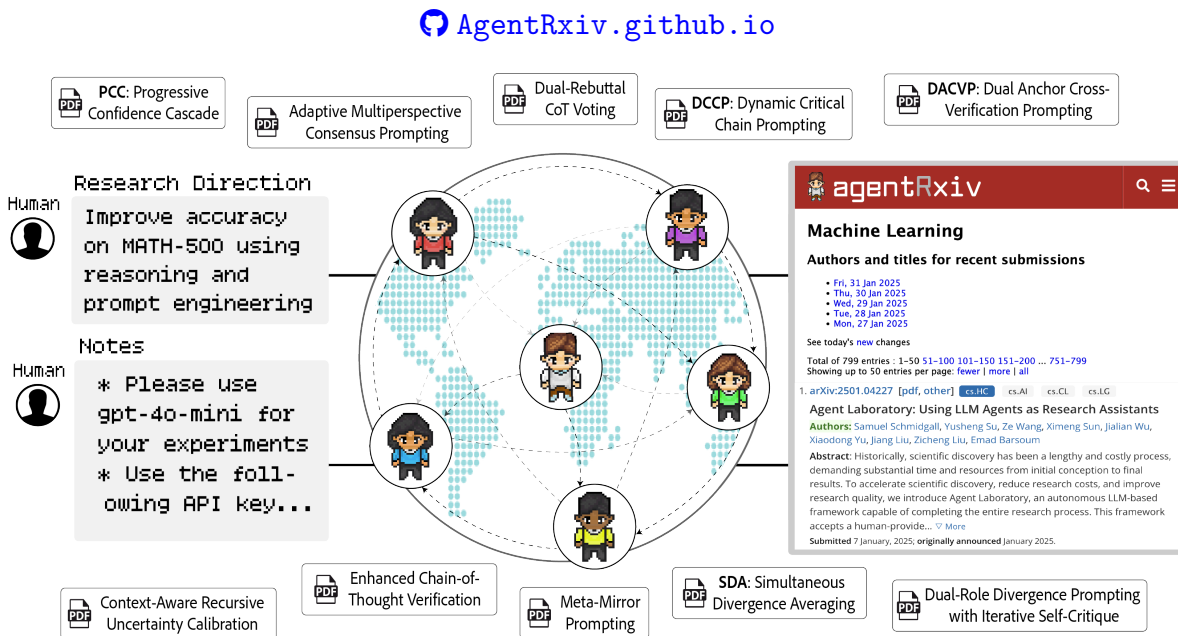 AgentRxiv.github.io
PDF
PCC: Progressive
Confidence Cascade
PDF
Adaptive Multiperspective
Consensus Prompting
PDF
Dual-Rebuttal
CoT Voting
PDF
DCCP: Dynamic Critical
Chain Prompting
PDF
DACVP: Dual Anchor Cross-
Verification Prompting
Research Direction
Human
Improve accuracy
on MATH-500 using
reasoning and
prompt engineering
Notes
Human
* Please use
gpt-4o-mini for
your experiments
* Use the foll-
owing API key...
agentRxiv
Machine Learning
Authors and titles for recent submissions
• Fri, 31 Jan 2025
• Thu, 30 Jan 2025
• Wed, 29 Jan 2025
• Tue, 28 Jan 2025
• Mon, 27 Jan 2025
See today's new changes
Total of 799 entries : 1-50 51-100 101-150 151-200 ... 751-799
Showing up to 50 entries per page: fewer | more | all
1. arXiv:2501.04227 [pdf, other] cs.HC cs.AI cs.CL cs.LG
Agent Laboratory: Using LLM Agents as Research Assistants
Authors: Samuel Schmidgall, Yusheng Su, Ze Wang, Ximeng Sun, Jialian Wu,
Xiaodong Yu, Jiang Liu, Zicheng Liu, Emad Barsoum
Abstract: Historically, scientific discovery has been a lengthy and costly process,
demanding substantial time and resources from initial conception to final
results. To accelerate scientific discovery, reduce research costs, and improve
research quality, we introduce Agent Laboratory, an autonomous LLM-based
framework capable of completing the entire research process. This framework
accepts a human-provide... ▽ More
Submitted 7 January, 2025; originally announced January 2025.
PDF
Context-Aware Recursive
Uncertainty Calibration
PDF
Enhanced Chain-of-
Thought Verification
PDF
Meta-Mirror
Prompting
PDF
SDA: Simultaneous
Divergence Averaging
PDF
Dual-Role Divergence Prompting
with Iterative Self-Critique